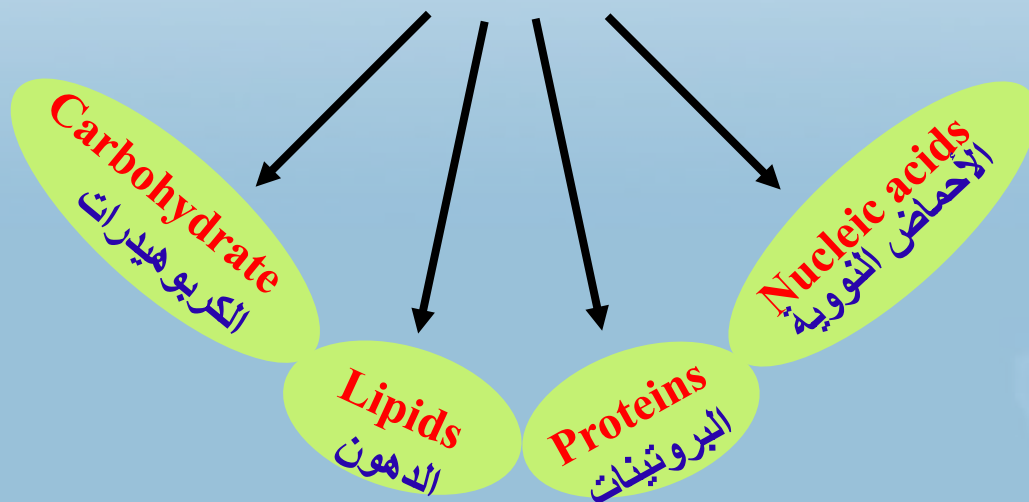 Carbohydrate
الكربوهيدرات
Lipids
الدهون
Proteins
البروتينات
Nucleic acids
الأحماض النووية